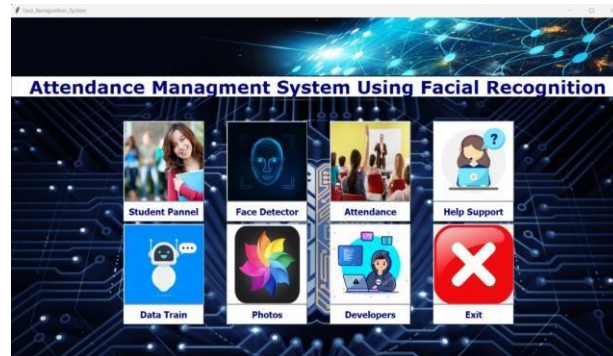 Face_Recognition_System
Attendance Managment System Using Facial Recognition
Student Pannel
Face Detector
Attendance
Help Support
?
Data Train
Photos
Developers
Exit